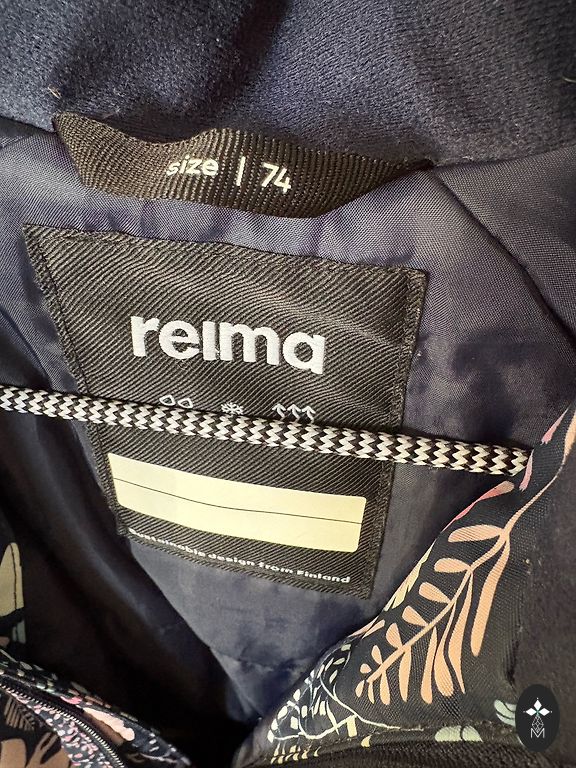 size | 74
reima
Sustainable design from Finland